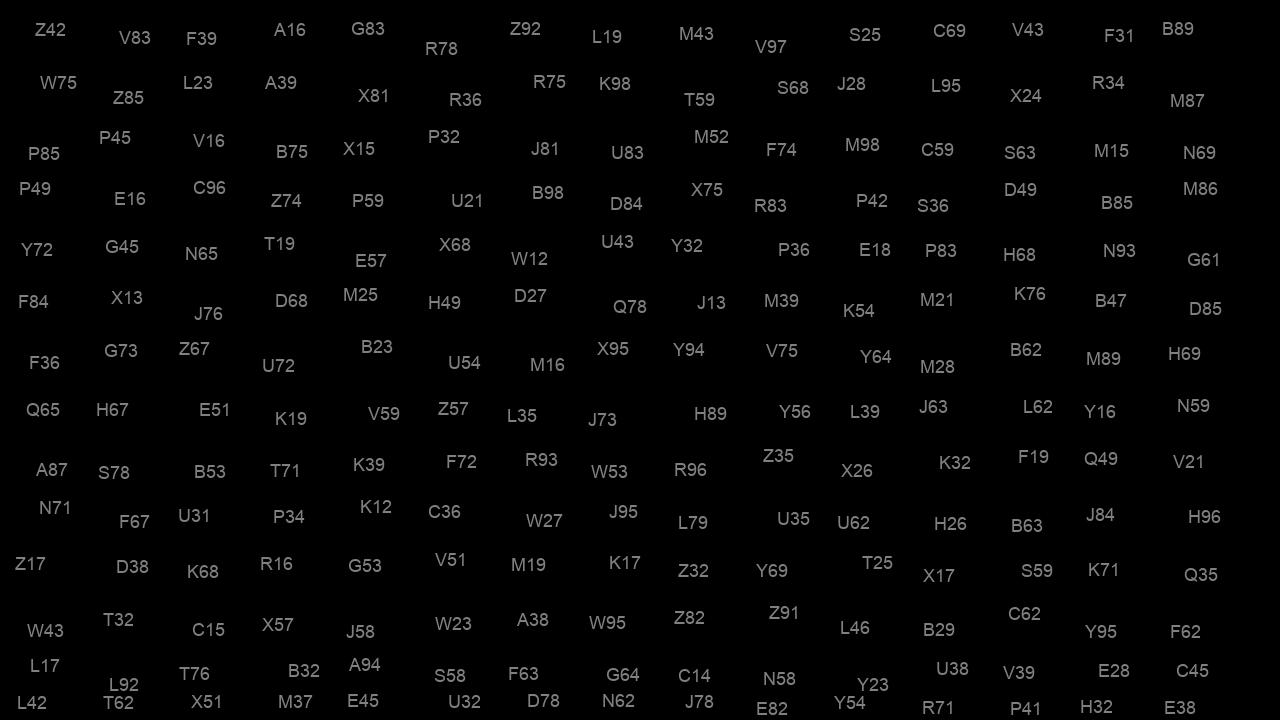 Z42 V83 F39 A16 G83 R78 Z92 L19 M43 V97 S25 C69 V43 F31 B89
W75 Z85 L23 A39 X81 R36 R75 K98 T59 S68 J28 L95 X24 R34 M87
P85 P45 V16 B75 X15 P32 J81 U83 M52 F74 M98 C59 S63 M15 N69
P49 E16 C96 Z74 P59 U21 B98 D84 X75 R83 P42 S36 D49 B85 M86
Y72 G45 N65 T19 E57 X68 W12 U43 Y32 P36 E18 P83 H68 N93 G61
F84 X13 J76 D68 M25 H49 D27 Q78 J13 M39 K54 M21 K76 B47 D85
F36 G73 Z67 U72 B23 U54 M16 X95 Y94 V75 Y64 M28 B62 M89 H69
Q65 H67 E51 K19 V59 Z57 L35 J73 H89 Y56 L39 J63 L62 Y16 N59
A87 S78 B53 T71 K39 F72 R93 W53 R96 Z35 X26 K32 F19 Q49 V21
N71 F67 U31 P34 K12 C36 W27 J95 L79 U35 U62 H26 B63 J84 H96
Z17 D38 K68 R16 G53 V51 M19 K17 Z32 Y69 T25 X17 S59 K71 Q35
W43 T32 C15 X57 J58 W23 A38 W95 Z82 Z91 L46 B29 C62 Y95 F62
L17 L92 T76 B32 A94 S58 F63 G64 C14 N58 Y23 U38 V39 E28 C45
L42 T62 X51 M37 E45 U32 D78 N62 J78 E82 Y54 R71 P41 H32 E38